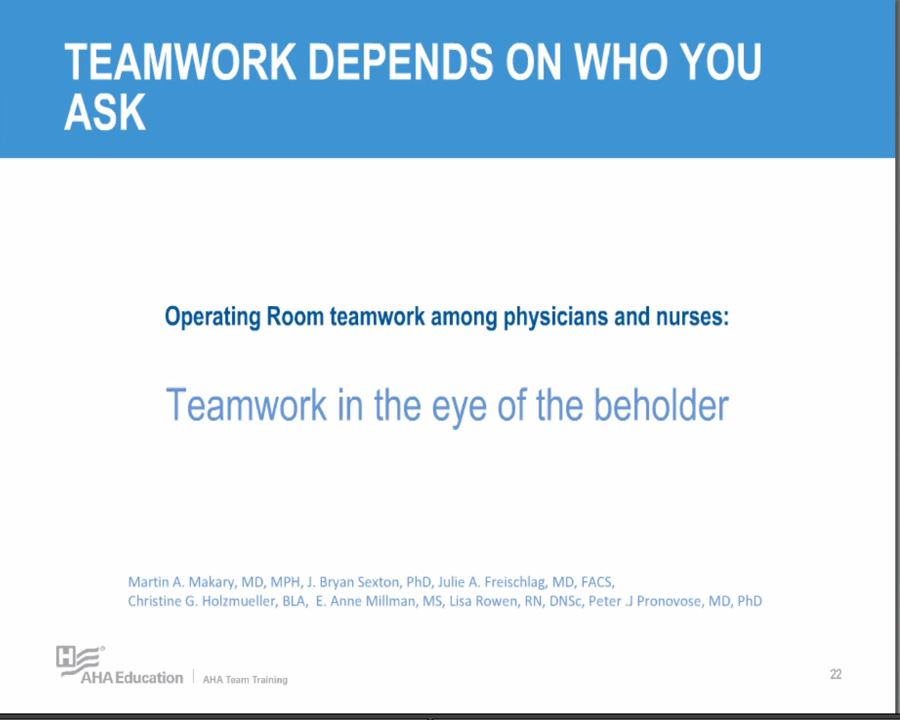 TEAMWORK DEPENDS ON WHO YOU
ASK
Operating Room teamwork among physicians and nurses:
Teamwork in the eye of the beholder
Martin A. Makary, MD, MPH, J. Bryan Sexton, PhD, Julie A. Freischlag, MD, FACS,
Christine G. Holzmueller, BLA, E. Anne Millman, MS, Lisa Rowen, RN, DNSc, Peter .J Pronovose, MD, PhD
H®
AHA Education | AHA Team Training
22